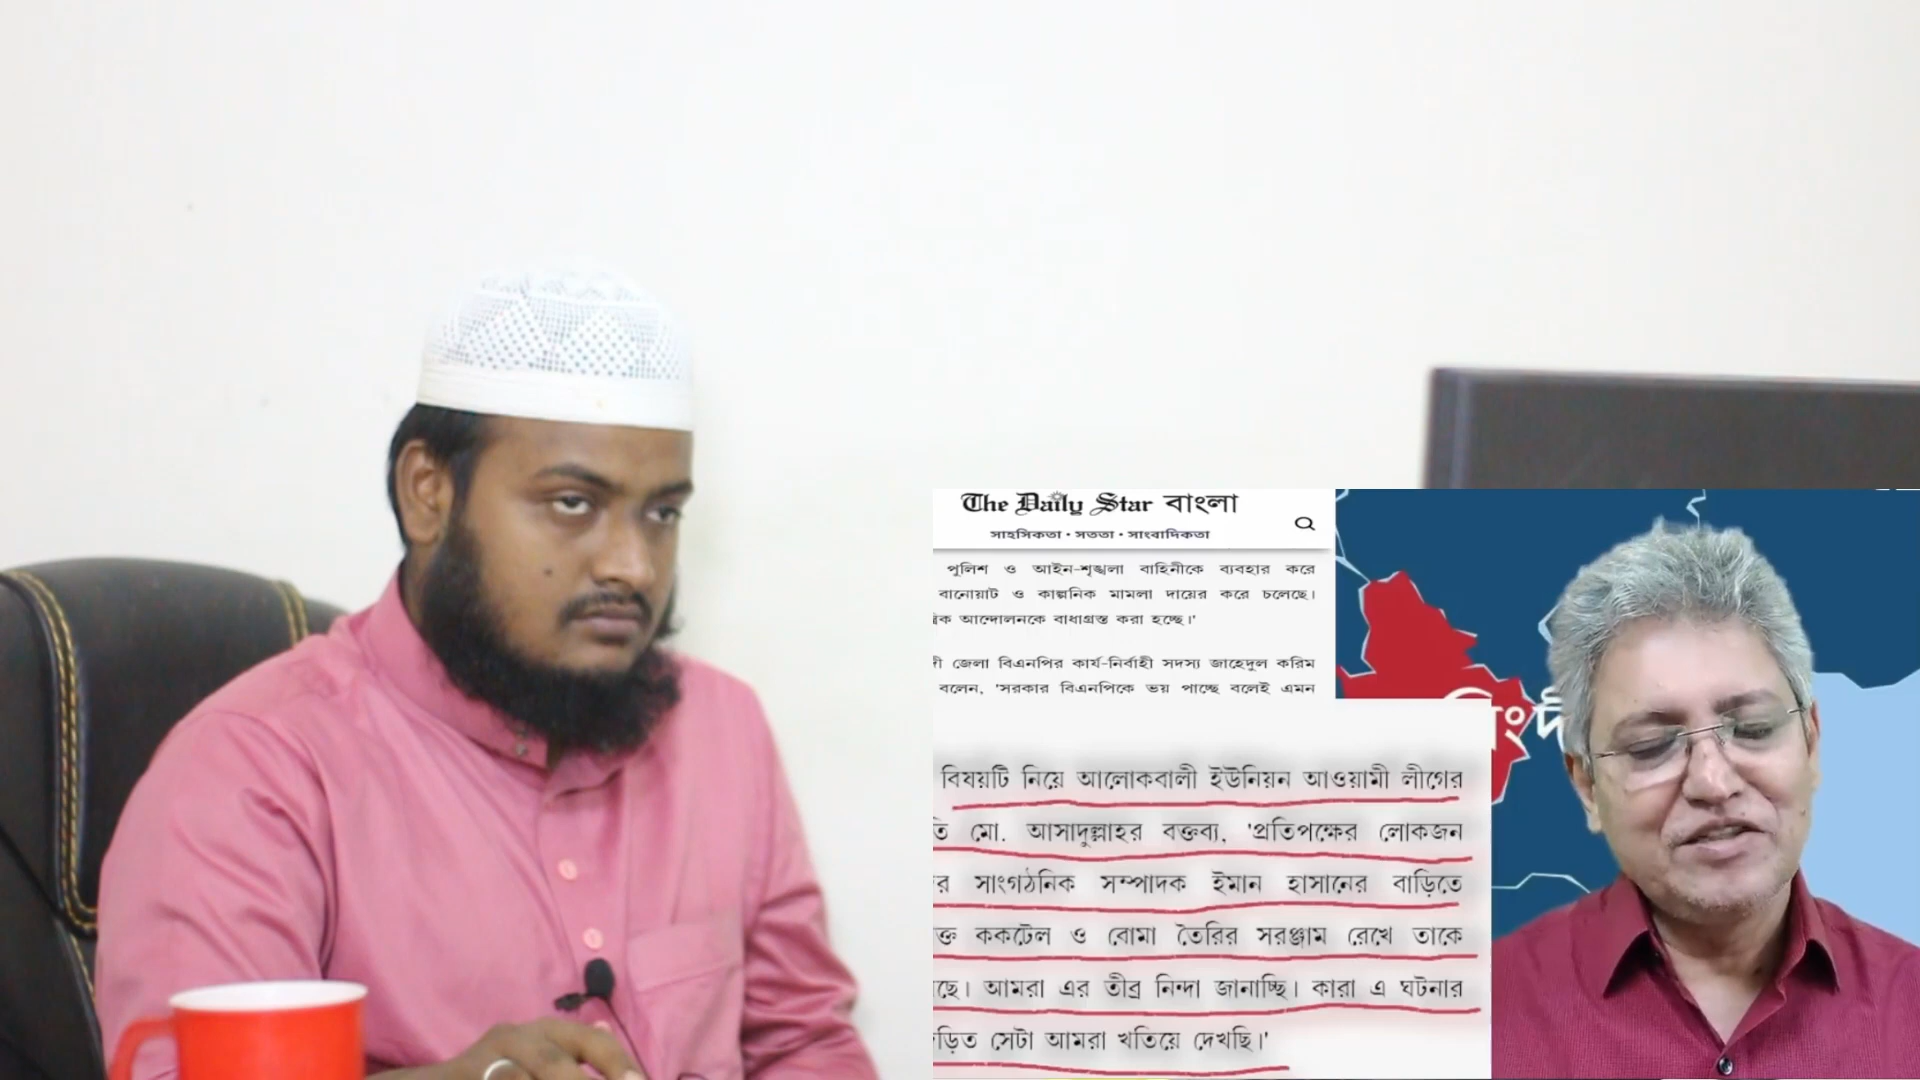 The Daily Star বাংলা
সাহসিকতা • সততা • সাংবাদিকতা
পুলিশ ও আইন-শৃঙ্খলা বাহিনীকে ব্যবহার করে
বানোয়াট ও কাল্পনিক মামলা দায়ের করে চলেছে।
আন্দোলনকে বাধাগ্রস্ত করা হচ্ছে।'
জেলা বিএনপির কার্য-নির্বাহী সদস্য জাহেদুল করিম
বলেন, 'সরকার বিএনপিকে ভয় পাচ্ছে বলেই এমন
বিষয়টি নিয়ে আলোকবালী ইউনিয়ন আওয়ামী লীগের
মো. আসাদুল্লাহর বক্তব্য, 'প্রতিপক্ষের লোকজন
সাংগঠনিক সম্পাদক ইমান হাসানের বাড়িতে
ককটেল ও বোমা তৈরির সরঞ্জাম রেখে তাকে
আমরা এর তীব্র নিন্দা জানাচ্ছি। কারা এ ঘটনার
সেটা আমরা খতিয়ে দেখছি।'